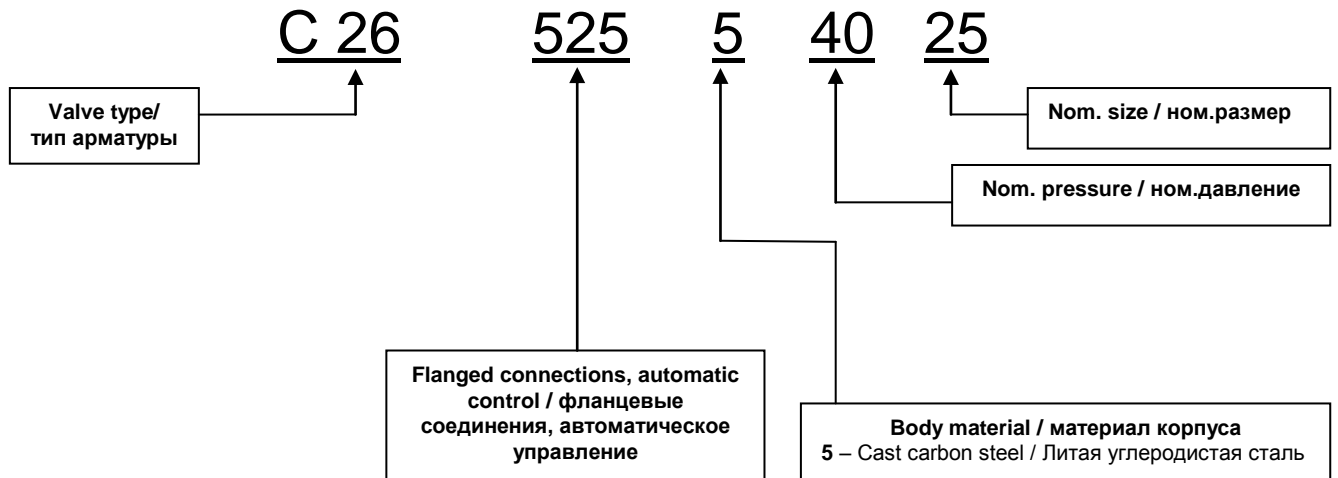 C 26 525 5 40 25
Valve type/
тип арматуры
Nom. size / ном.размер
Nom. pressure / ном.давление
Flanged connections, automatic
control / фланцевые
соединения, автоматическое
управление
Body material / материал корпуса
5 – Cast carbon steel / Литая углеродистая сталь